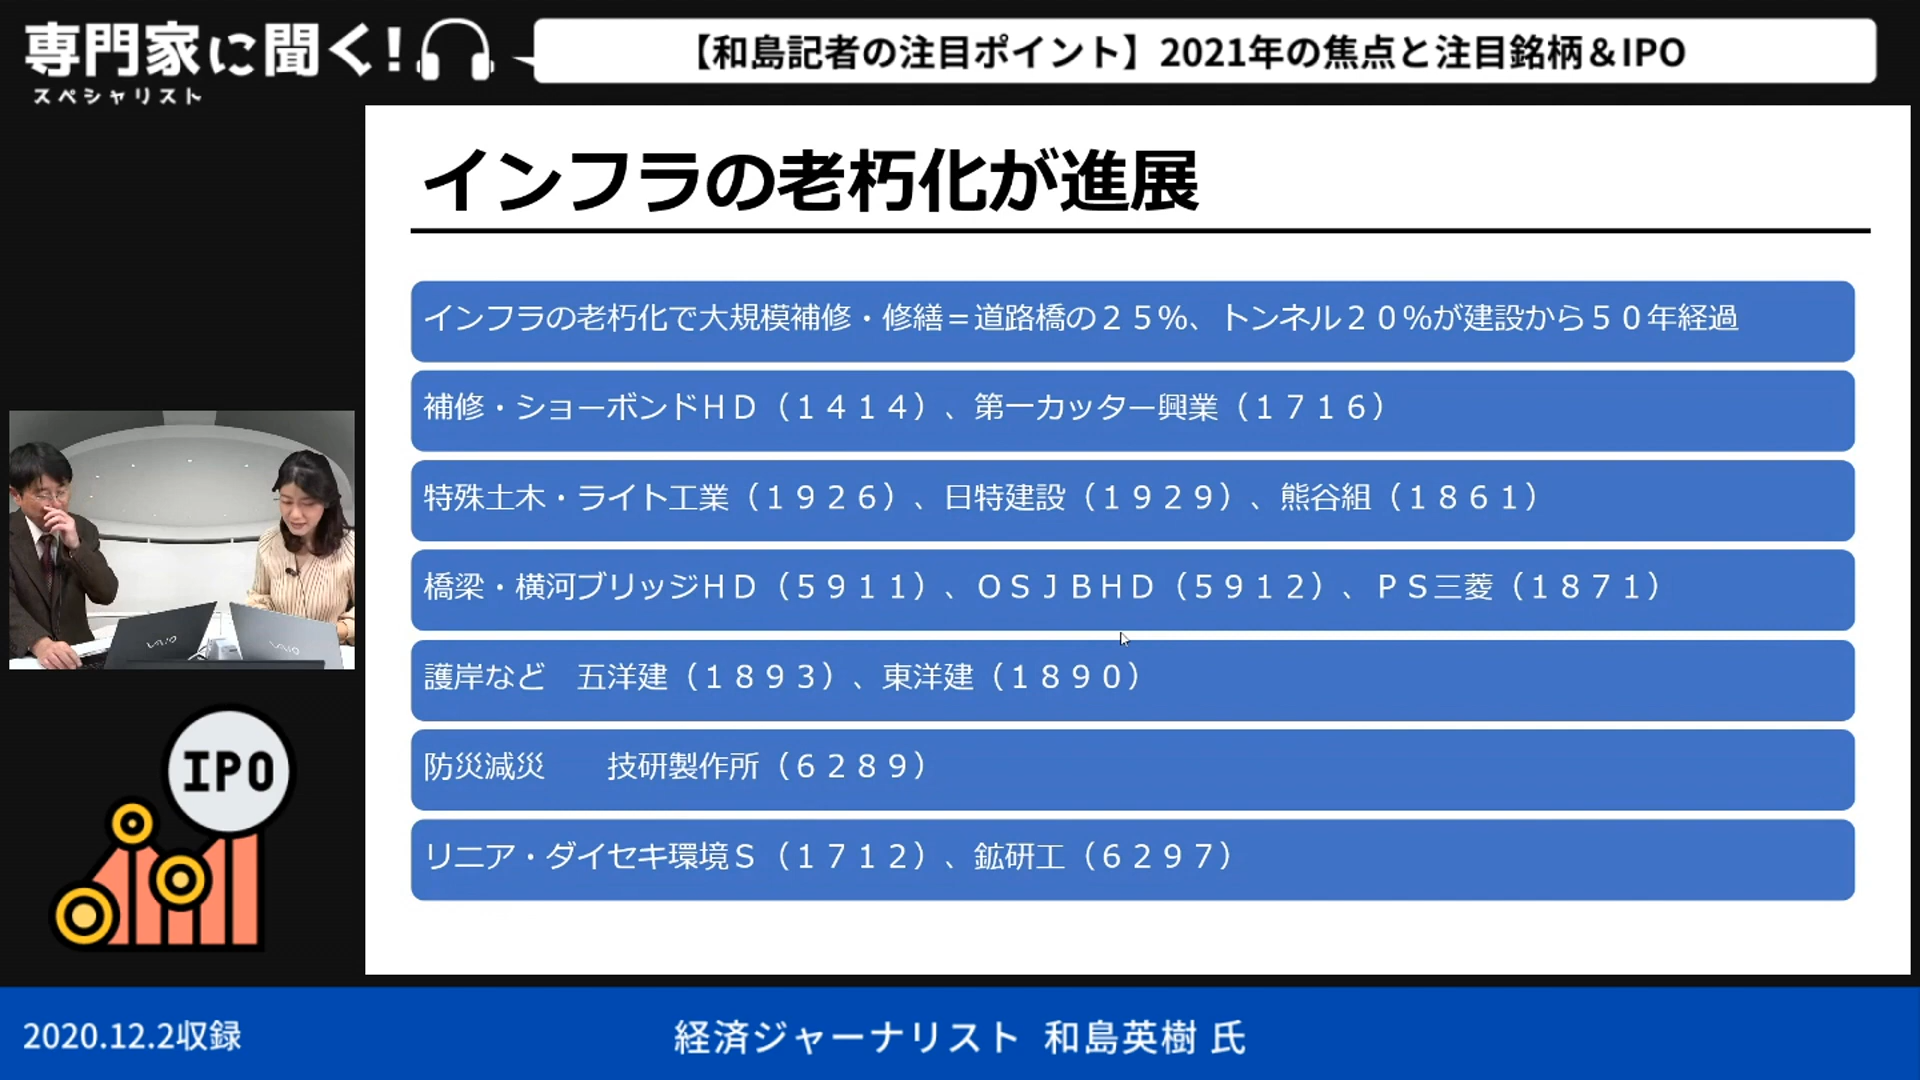 専門家に聞く!
スペシャリスト
【和島記者の注目ポイント】2021年の焦点と注目銘柄＆IPO
インフラの老朽化が進展
インフラの老朽化で大規模補修・修繕＝道路橋の２５％、トンネル２０％が建設から５０年経過
補修・ショーボンドＨＤ（１４１４）、第一カッター興業（１７１６）
特殊土木・ライト工業（１９２６）、日特建設（１９２９）、熊谷組（１８６１）
橋梁・横河ブリッジＨＤ（５９１１）、ＯＳＪＢＨＤ（５９１２）、ＰＳ三菱（１８７１）
護岸など　五洋建（１８９３）、東洋建（１８９０）
防災減災　　技研製作所（６２８９）
リニア・ダイセキ環境Ｓ（１７１２）、鉱研工（６２９７）
VAIO
VAIO
IPO
2020.12.2収録
経済ジャーナリスト 和島英樹 氏